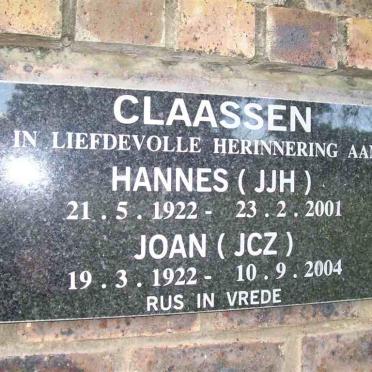 CLAASSEN
IN LIEFDEVOLLE HERINNERING AAN
HANNES ( JJH )
21 . 5 . 1922 - 23 . 2 . 2001
JOAN ( JCZ )
19 . 3 . 1922 - 10 . 9 . 2004
RUS IN VREDE